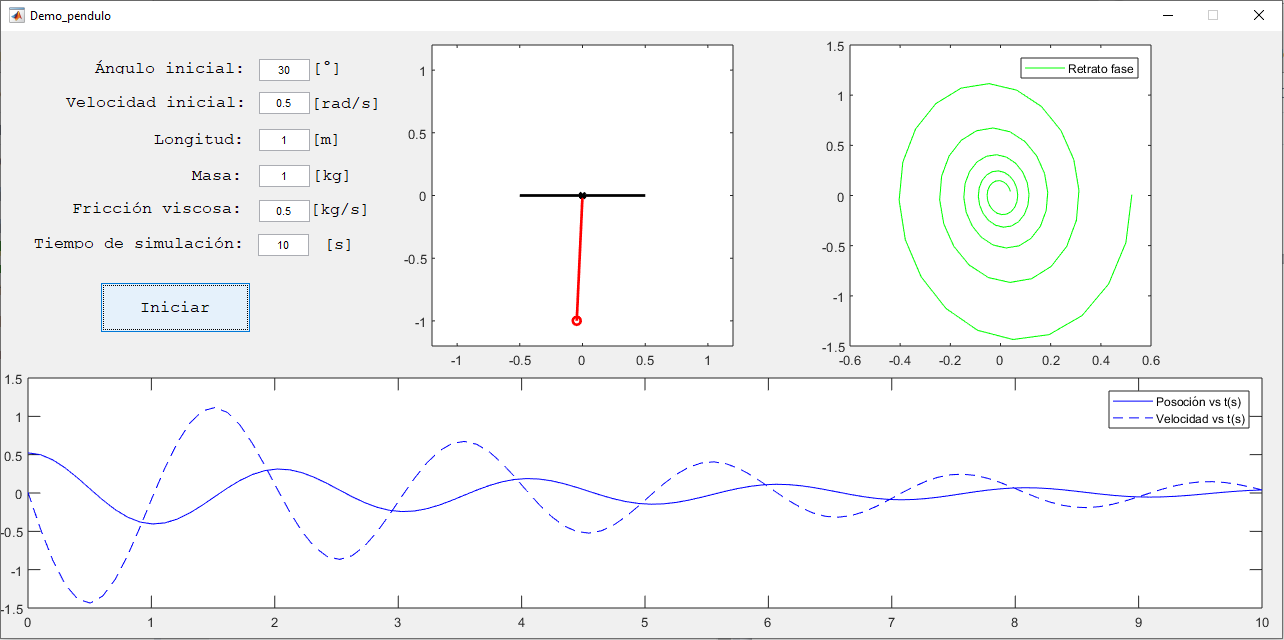 Demo_pendulo
Ángulo inicial: 30 [°]
Velocidad inicial: 0.5 [rad/s]
Longitud: 1 [m]
Masa: 1 [kg]
Fricción viscosa: 0.5 [kg/s]
Tiempo de simulación: 10 [s]
Iniciar
1
0.5
0
-0.5
-1
-1 -0.5 0 0.5 1
Retrato fase
1.5
1
0.5
0
-0.5
-1
-1.5
-0.6 -0.4 -0.2 0 0.2 0.4 0.6
Posoción vs t(s)
Velocidad vs t(s)
1.5
1
0.5
0
-0.5
-1
-1.5
0 1 2 3 4 5 6 7 8 9 10